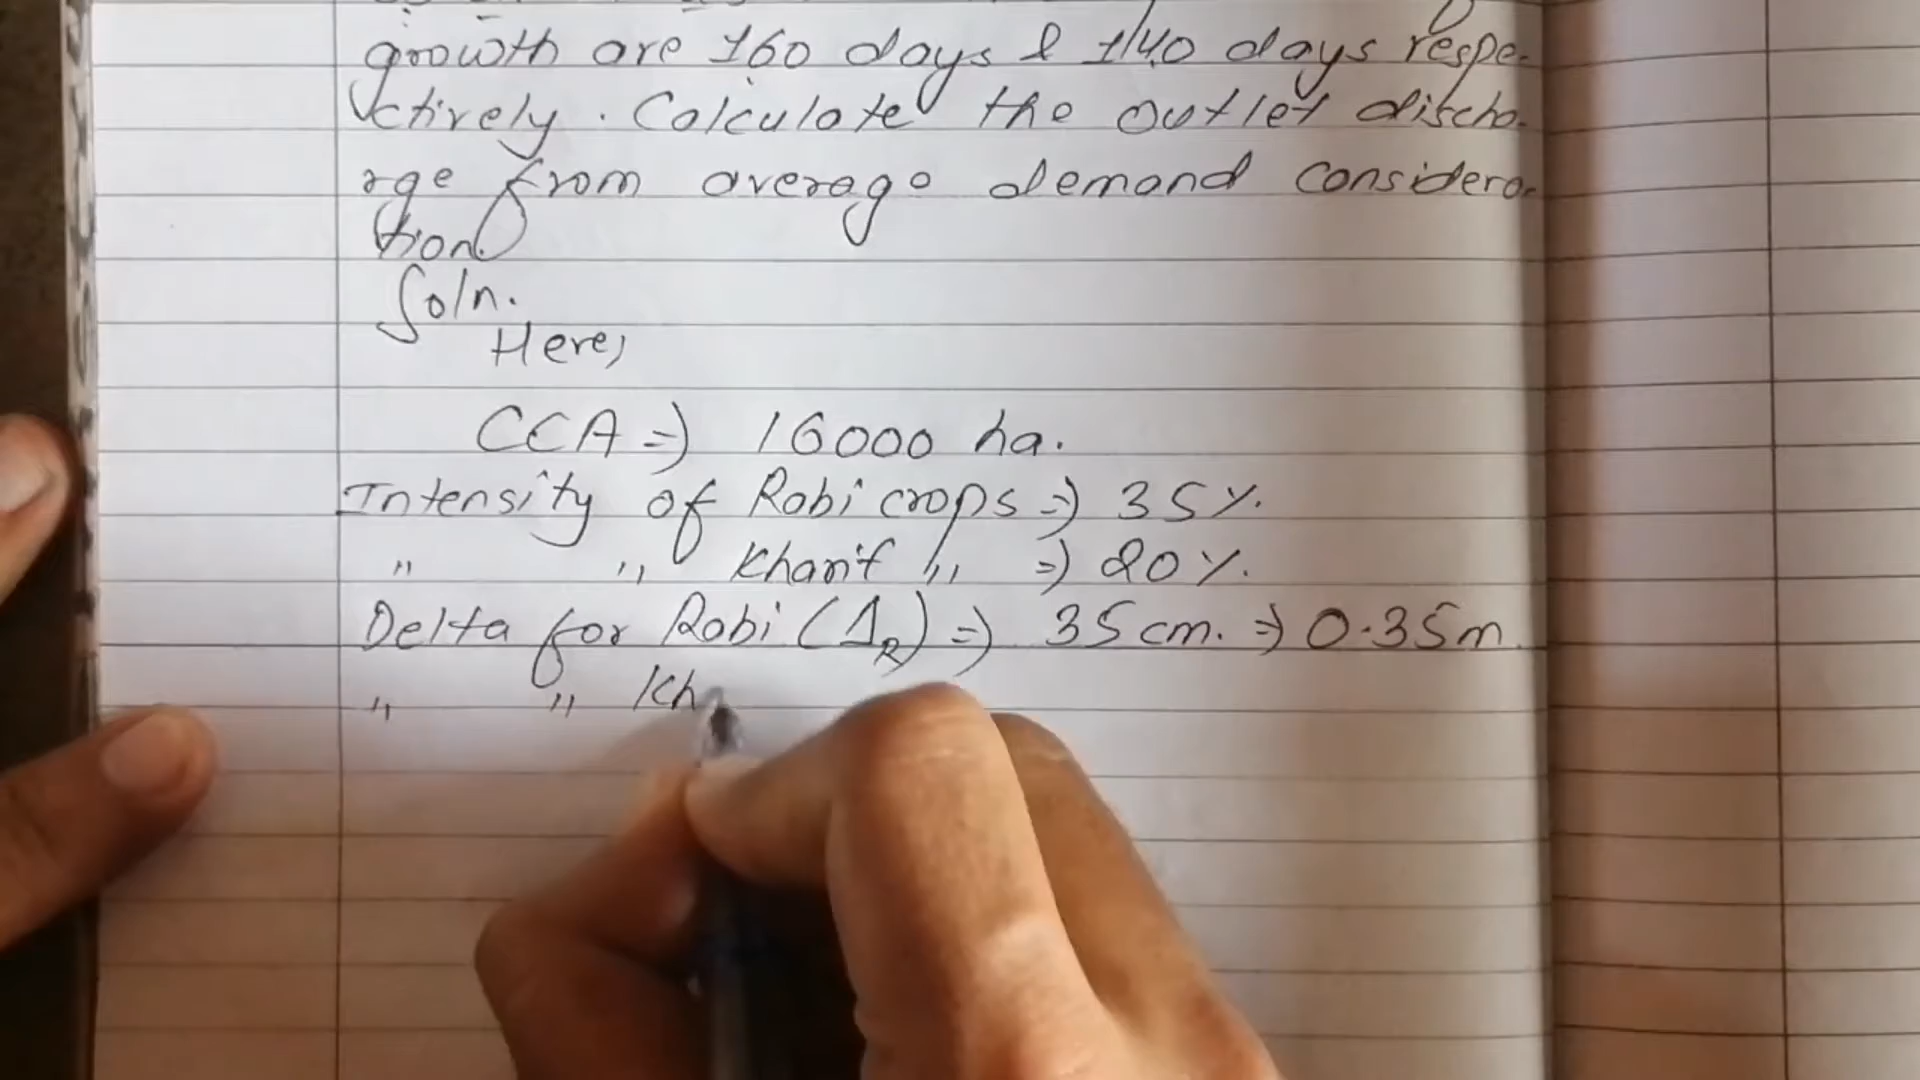 growth are 160 days & 140 days respe-
ctively. Calculate the outlet discha-
rge from average demand considera-
tion.
Soln.
Here,
CCA => 16000 ha.
Intensity of Rabi crops => 35%.
" " Kharif " => 20%.
Delta for Rabi (ΔR) => 35cm. => 0.35m
" " Kh